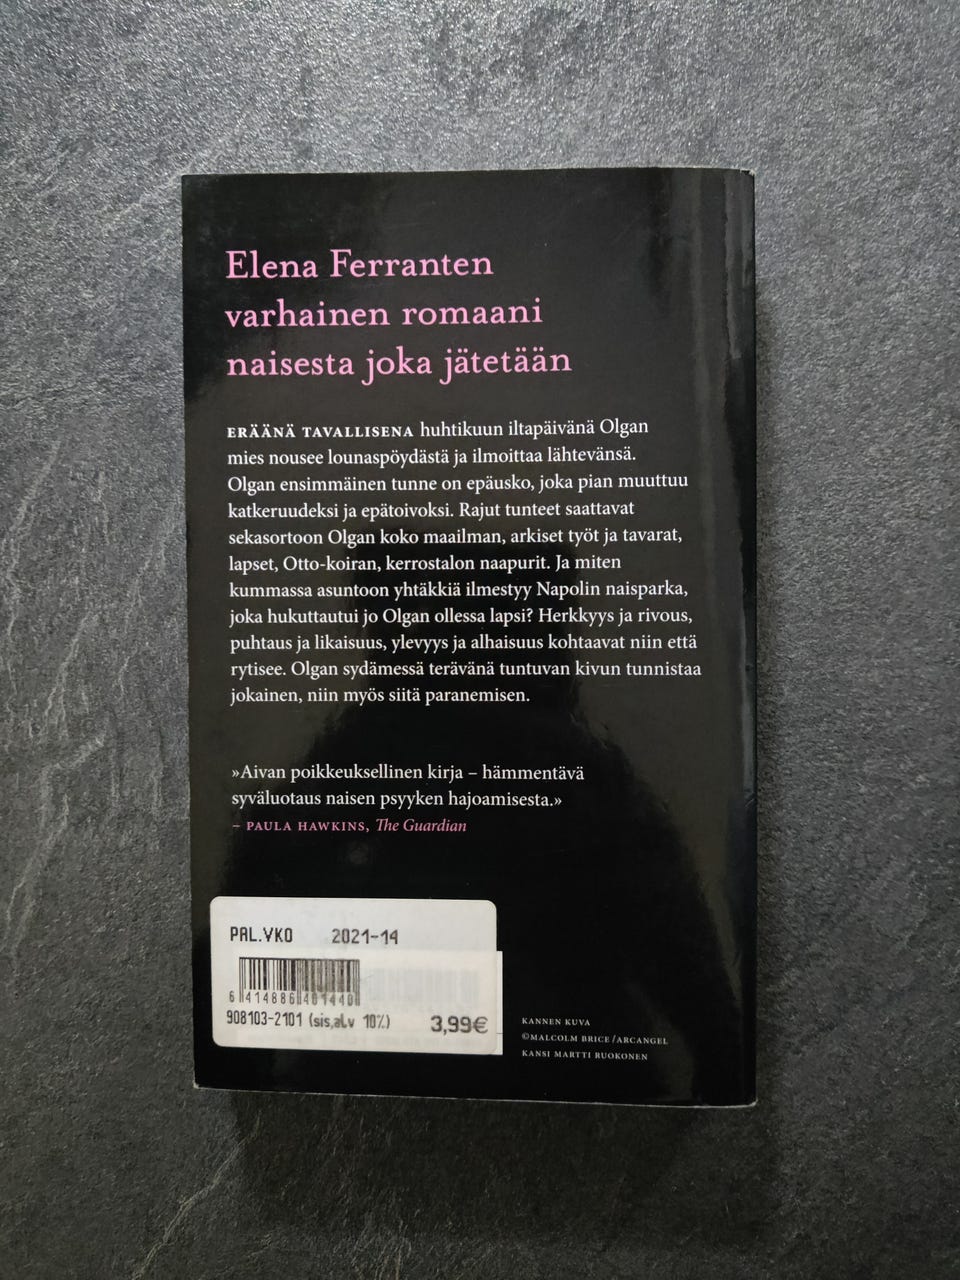 Elena Ferranten
varhainen romaani
naisesta joka jätetään
ERÄÄNÄ TAVALLISENA huhtikuun iltapäivänä Olgan
mies nousee lounaspöydästä ja ilmoittaa lähtevänsä.
Olgan ensimmäinen tunne on epäusko, joka pian muuttuu
katkeruudeksi ja epätoivoksi. Rajut tunteet saattavat
sekasortoon Olgan koko maailman, arkiset työt ja tavarat,
lapset, Otto-koiran, kerrostalon naapurit. Ja miten
kummassa asuntoon yhtäkkiä ilmestyy Napolin naisparka,
joka hukuttautui jo Olgan ollessa lapsi? Herkkyys ja rivous,
puhtaus ja likaisuus, ylevyys ja alhaisuus kohtaavat niin että
rytisee. Olgan sydämessä terävänä tuntuvan kivun tunnistaa
jokainen, niin myös siitä paranemisen.
»Aivan poikkeuksellinen kirja – hämmentävä
syväluotaus naisen psyyken hajoamisesta.»
– PAULA HAWKINS, The Guardian
PAL.VKO 2021-14
6 414886 401440
908103-2101 (sis.alv 10%) 3,99€
KANNEN KUVA
©MALCOLM BRICE / ARCANGEL
KANSI MARTTI RUOKONEN